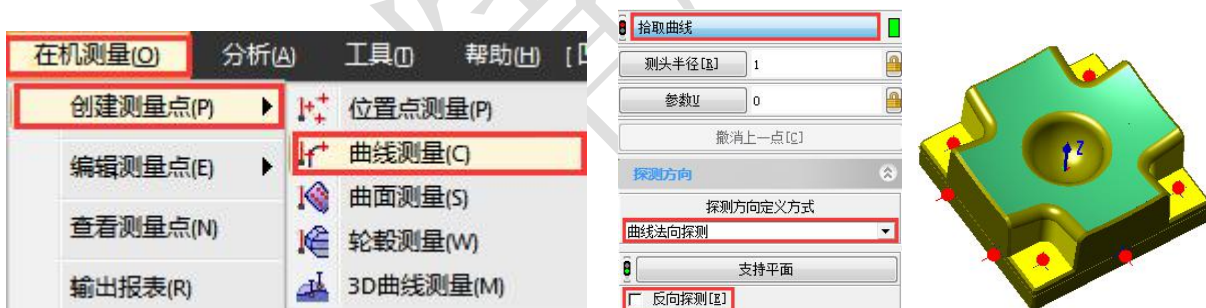 在机测量(O) 分析(A) 工具(T) 帮助(H) [
创建测量点(P)
编辑测量点(E)
查看测量点(N)
输出报表(R)
位置点测量(P)
曲线测量(C)
曲面测量(S)
轮毂测量(W)
3D曲线测量(M)
拾取曲线
测头半径[R] 1
参数U 0
撤消上一点[C]
探测方向
探测方向定义方式
曲线法向探测
支持平面
反向探测[E]
Z